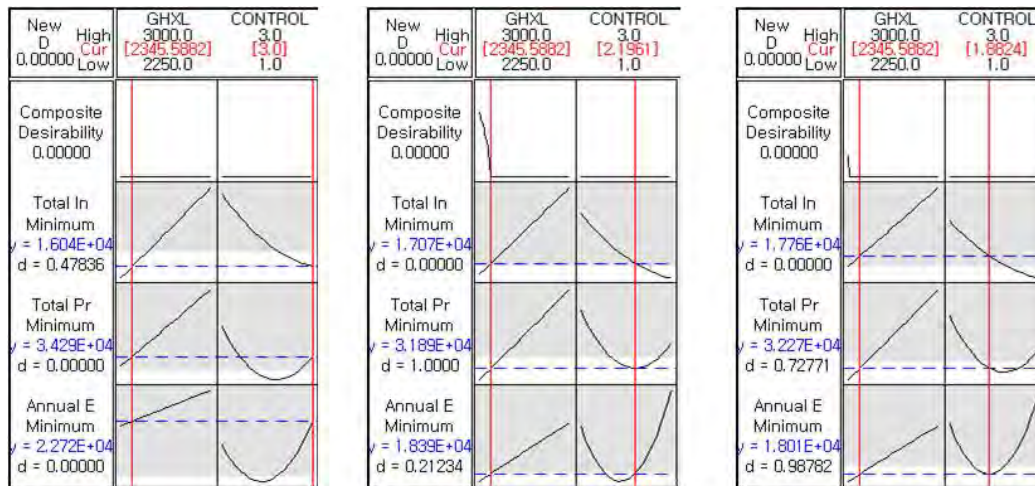 New
D
0.00000
High
Cur
Low
GHXL
3000.0
[2345.5882]
2250.0
CONTROL
3.0
[3.0]
1.0
Composite
Desirability
0.00000
Total In
Minimum
y = 1.604E+04
d = 0.47836
Total Pr
Minimum
y = 3.429E+04
d = 0.00000
Annual E
Minimum
y = 2.272E+04
d = 0.00000
New
D
0.00000
High
Cur
Low
GHXL
3000.0
[2345.5882]
2250.0
CONTROL
3.0
[2.1961]
1.0
Composite
Desirability
0.00000
Total In
Minimum
y = 1.707E+04
d = 0.00000
Total Pr
Minimum
y = 3.189E+04
d = 1.0000
Annual E
Minimum
y = 1.839E+04
d = 0.21234
New
D
0.00000
High
Cur
Low
GHXL
3000.0
[2345.5882]
2250.0
CONTROL
3.0
[1.8824]
1.0
Composite
Desirability
0.00000
Total In
Minimum
y = 1.776E+04
d = 0.00000
Total Pr
Minimum
y = 3.227E+04
d = 0.72771
Annual E
Minimum
y = 1.801E+04
d = 0.98782